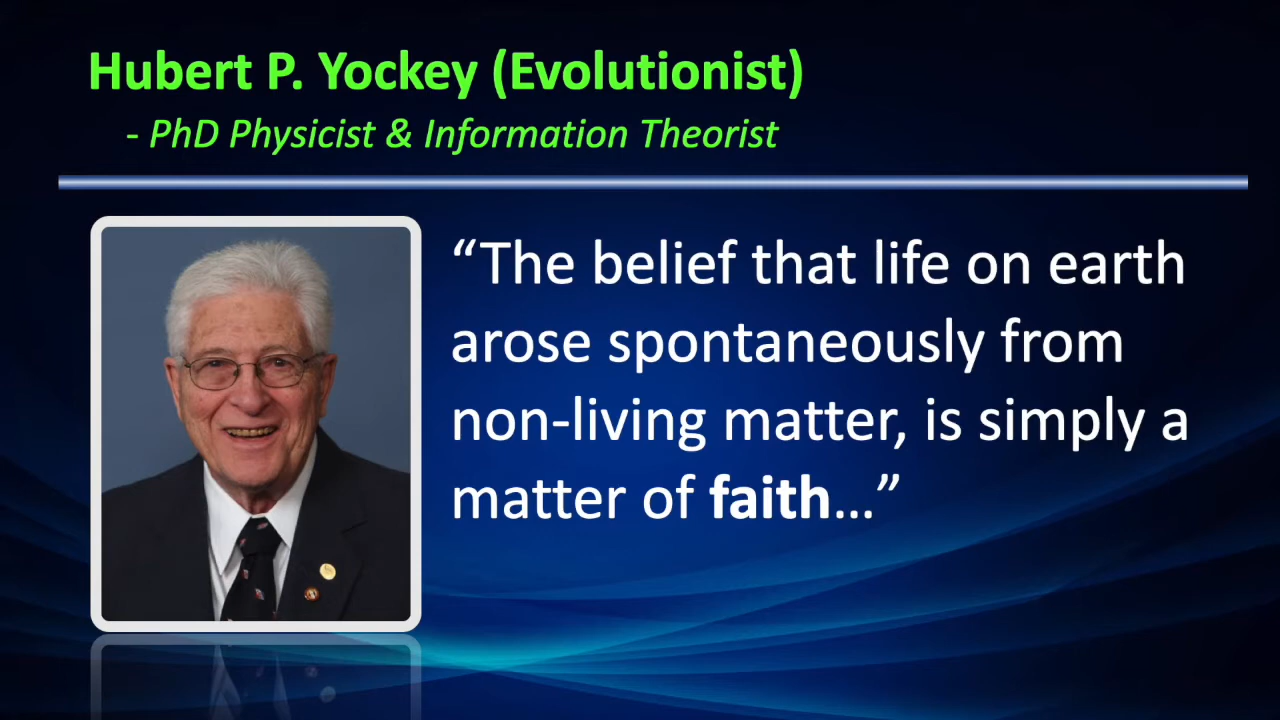 Hubert P. Yockey (Evolutionist)
- PhD Physicist & Information Theorist
“The belief that life on earth
arose spontaneously from
non-living matter, is simply a
matter of faith…”